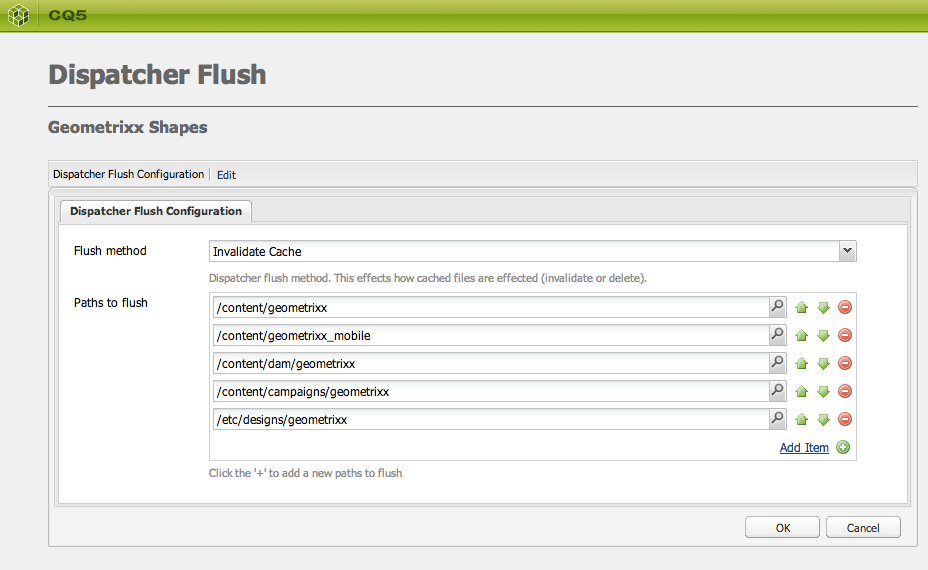 CQ5
Dispatcher Flush
Geometrixx Shapes
Dispatcher Flush Configuration Edit
Dispatcher Flush Configuration
Flush method Invalidate Cache
Dispatcher flush method. This effects how cached files are effected (invalidate or delete).
Paths to flush /content/geometrixx
/content/geometrixx_mobile
/content/dam/geometrixx
/content/campaigns/geometrixx
/etc/designs/geometrixx
Add Item
Click the '+' to add a new paths to flush
OK Cancel